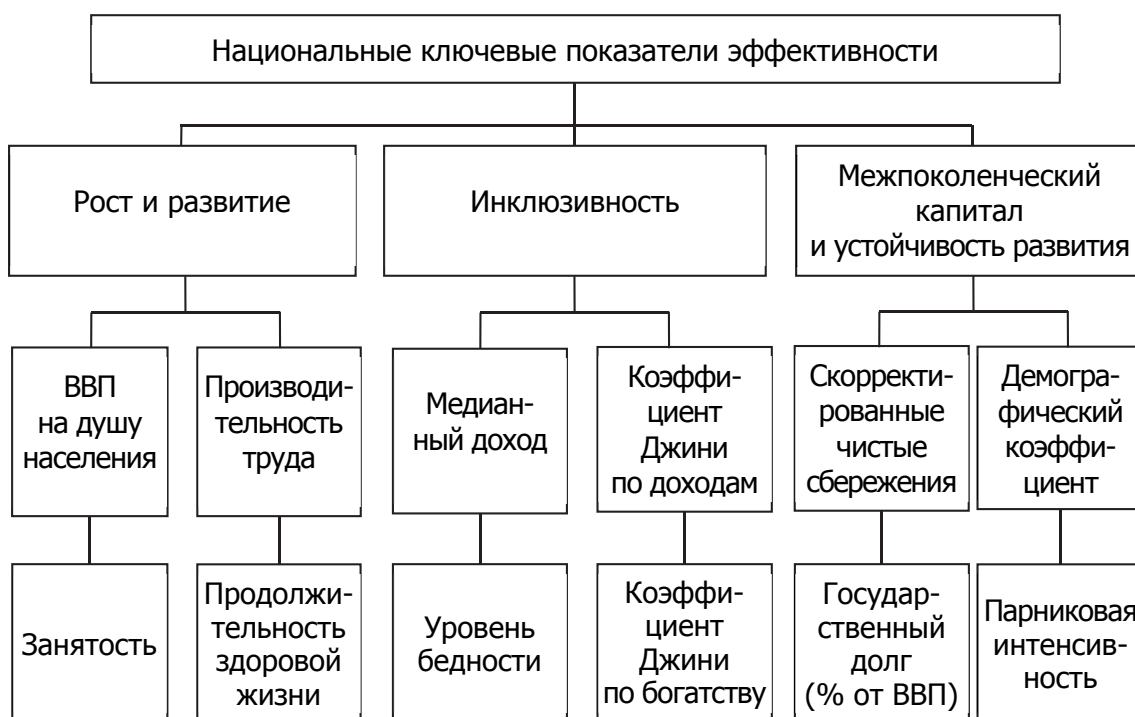 Национальные ключевые показатели эффективности
Рост и развитие
Инклюзивность
Межпоколенческий
капитал
и устойчивость развития
ВВП
на душу
населения
Производи-
тельность
труда
Медиан-
ный доход
Коэффи-
циент
Джини
по доходам
Скорректи-
рованные
чистые
сбережения
Демогра-
фический
коэффи-
циент
Занятость
Продолжи-
тельность
здоровой
жизни
Уровень
бедности
Коэффи-
циент
Джини
по богатству
Государ-
ственный
долг
(% от ВВП)
Парниковая
интенсив-
ность